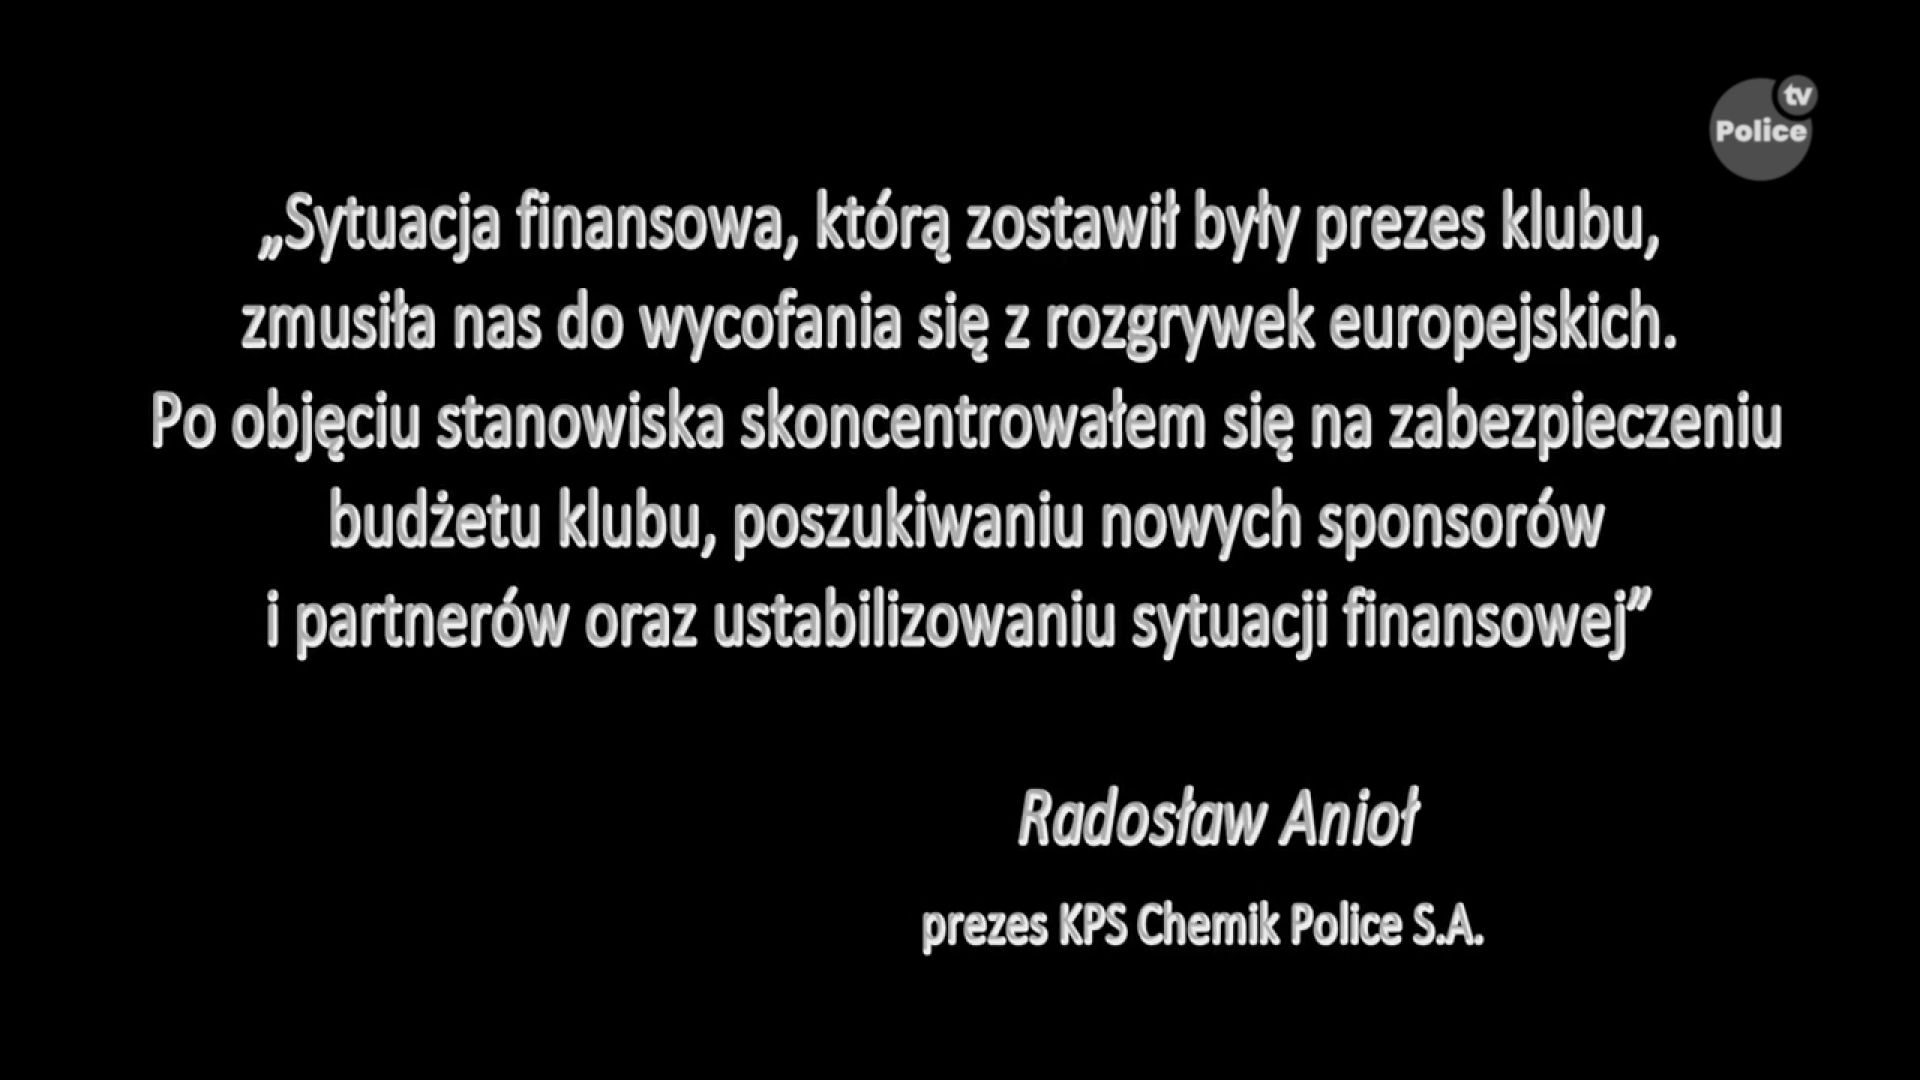 tv
Police
„Sytuacja finansowa, którą zostawił były prezes klubu,
zmusiła nas do wycofania się z rozgrywek europejskich.
Po objęciu stanowiska skoncentrowałem się na zabezpieczeniu
budżetu klubu, poszukiwaniu nowych sponsorów
i partnerów oraz ustabilizowaniu sytuacji finansowej”
Radosław Anioł
prezes KPS Chemik Police S.A.